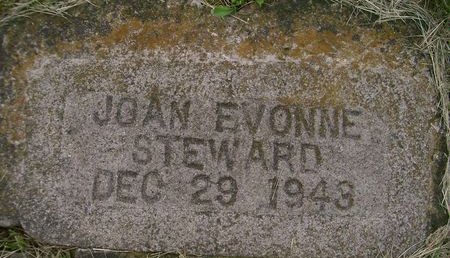 JOAN EVONNE
STEWARD
DEC 29 1943